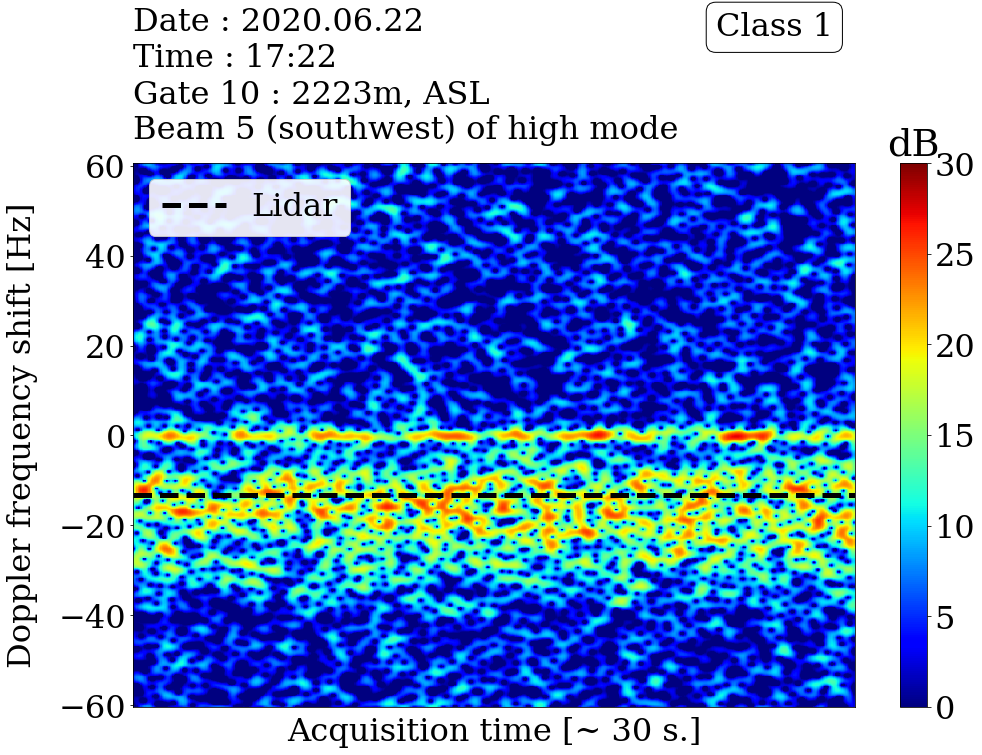 Date : 2020.06.22
Time : 17:22
Gate 10 : 2223m, ASL
Beam 5 (southwest) of high mode
Class 1
dB
Lidar
60
40
20
0
−20
−40
−60
Doppler frequency shift [Hz]
Acquisition time [~ 30 s.]
30
25
20
15
10
5
0